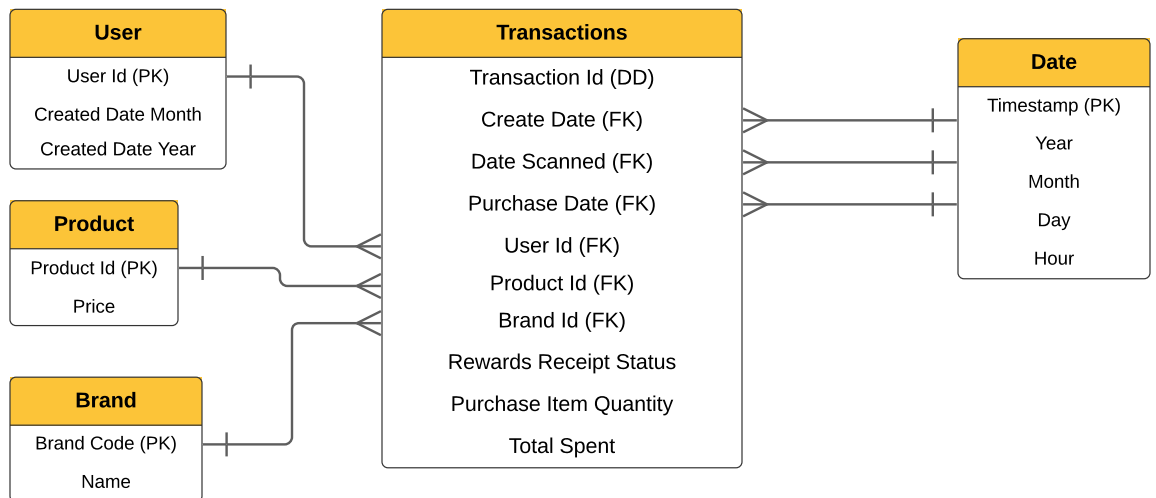 User
User Id (PK)
Created Date Month
Created Date Year
Product
Product Id (PK)
Price
Brand
Brand Code (PK)
Name
Transactions
Transaction Id (DD)
Create Date (FK)
Date Scanned (FK)
Purchase Date (FK)
User Id (FK)
Product Id (FK)
Brand Id (FK)
Rewards Receipt Status
Purchase Item Quantity
Total Spent
Date
Timestamp (PK)
Year
Month
Day
Hour